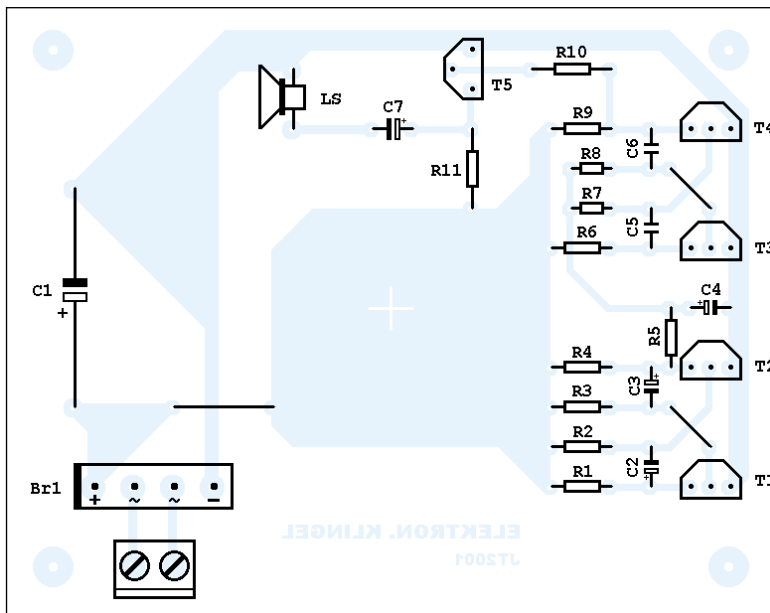 R10
LS
T5
C7
R9
T4
R8
C6
R11
R7
R6
C5
T3
C1
+
C4
+
R5
R4
T2
R3
C3
+
R2
R1
C2
+
T1
Br1
+ ~ ~ −
ELEKTRON. KLINGEL
JT2001